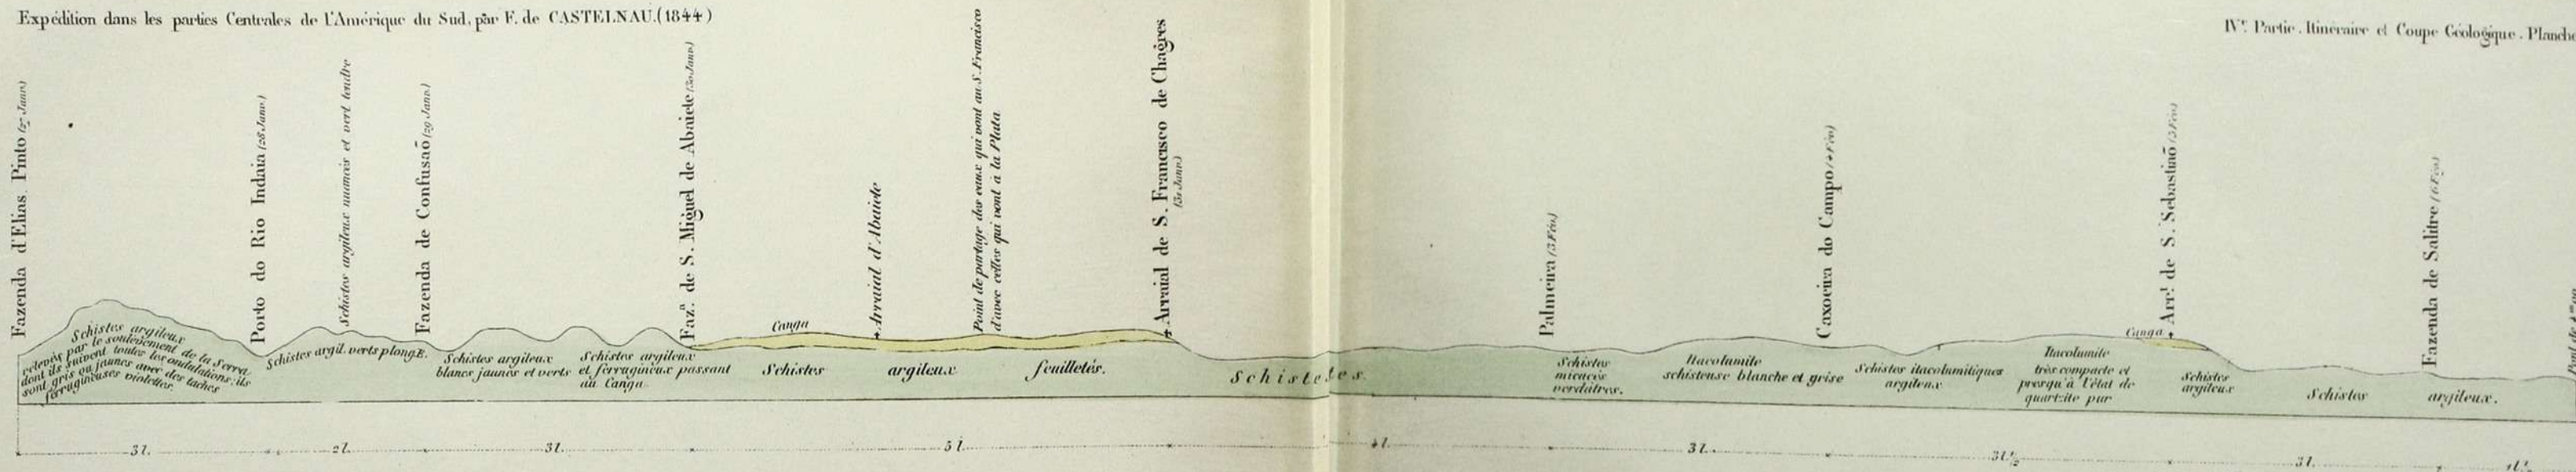 Expédition dans les parties Centrales de l'Amérique du Sud, par F. de CASTELNAU. (1844)
IVe. Partie. Itinéraire et Coupe Géologique. Planche
Fazenda d'Elias Pinto (27 Janv.)
Porto do Rio Indaia (28 Janv.)
Schistes argileux nuancés et vert tendre
Fazenda de Confusaõ (29 Janv.)
Faz.a de S. Miguel de Abaiete (30 Janv.)
Arraial d'Abaiete
Point de partage des eaux qui vont au S. Francisco
d'avec celles qui vont à la Plata
Arraial de S. Francisco de Chagres
(31 Janv.)
Palmeira (3 Fév.)
Caxoeira do Campo (4 Fév.)
Arr.l de S. Sebastiaõ (5 Fév.)
Fazenda de Salitre (6 Fév.)
Schistes argileux
relevés par le soulèvement de la Serra
dont ils suivent toutes les ondulations; ils
sont gris ou jaunes avec des taches
ferrugineuses violettes.
Schistes argil. verts plong. E.
Schistes argileux
blancs jaunes et verts
Schistes argileux
et ferrugineux passant
au Canga
Canga
Schistes argileux feuilletés.
Schistes.
Schistes
micacés
verdâtres.
Itacolumite
schisteuse blanche et grise
Schistes itacolumitiques
argileux
Itacolumite
très compacte et
presqu'à l'état de
quartzite pur
Canga
Schistes
argileux
Schistes argileux.
3 l. 2 l. 3 l. 5 l. 4 l. 3 l. 3 l. 1/2 3 l.